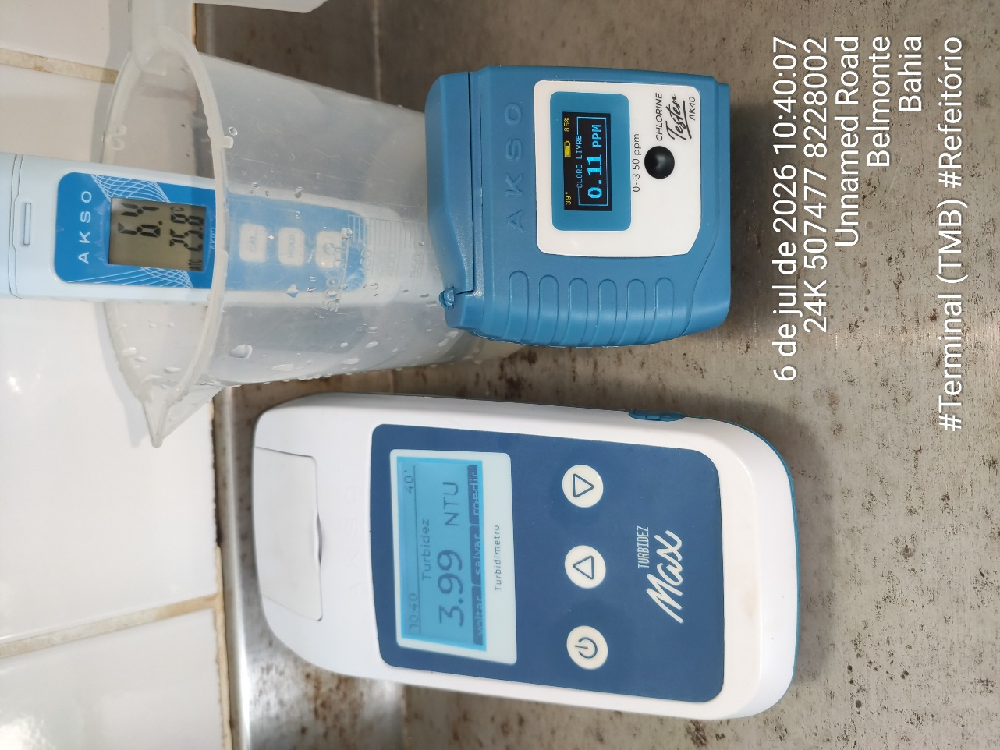 6 de jul de 2026 10:40:07
24K 507477 8228002
Unnamed Road
Belmonte
Bahia
#Terminal (TMB) #Refeitório
AKSO
6.4
25.8°C
AKSO
39° 85%
CLORO LIVRE
0.11 PPM
0~3.50 ppm
CHLORINE
Tester
AK40
10:40 40'
Turbidez
3.99 NTU
voltar salvar medir
Turbidímetro
TURBIDEZ
Max